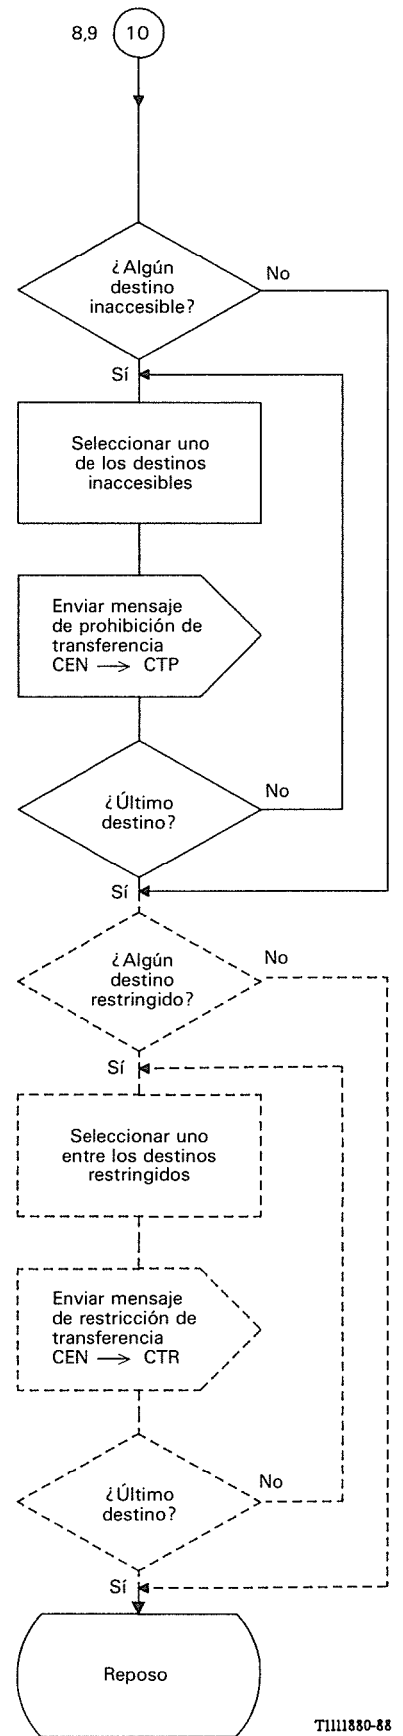 8,9 10
¿Algún
destino
inaccesible?
No
Sí
Seleccionar uno
de los destinos
inaccesibles
Enviar mensaje
de prohibición de
transferencia
CEN → CTP
¿Último
destino?
No
Sí
¿Algún
destino
restringido?
No
Sí
Seleccionar uno
entre los destinos
restringidos
Enviar mensaje
de restricción de
transferencia
CEN → CTR
¿Último
destino?
No
Sí
Reposo
T1111880-88